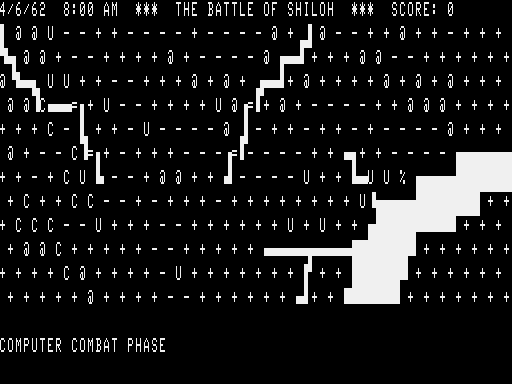 4/6/62 8:00 AM *** THE BATTLE OF SHILOH *** SCORE: 0
COMPUTER COMBAT PHASE